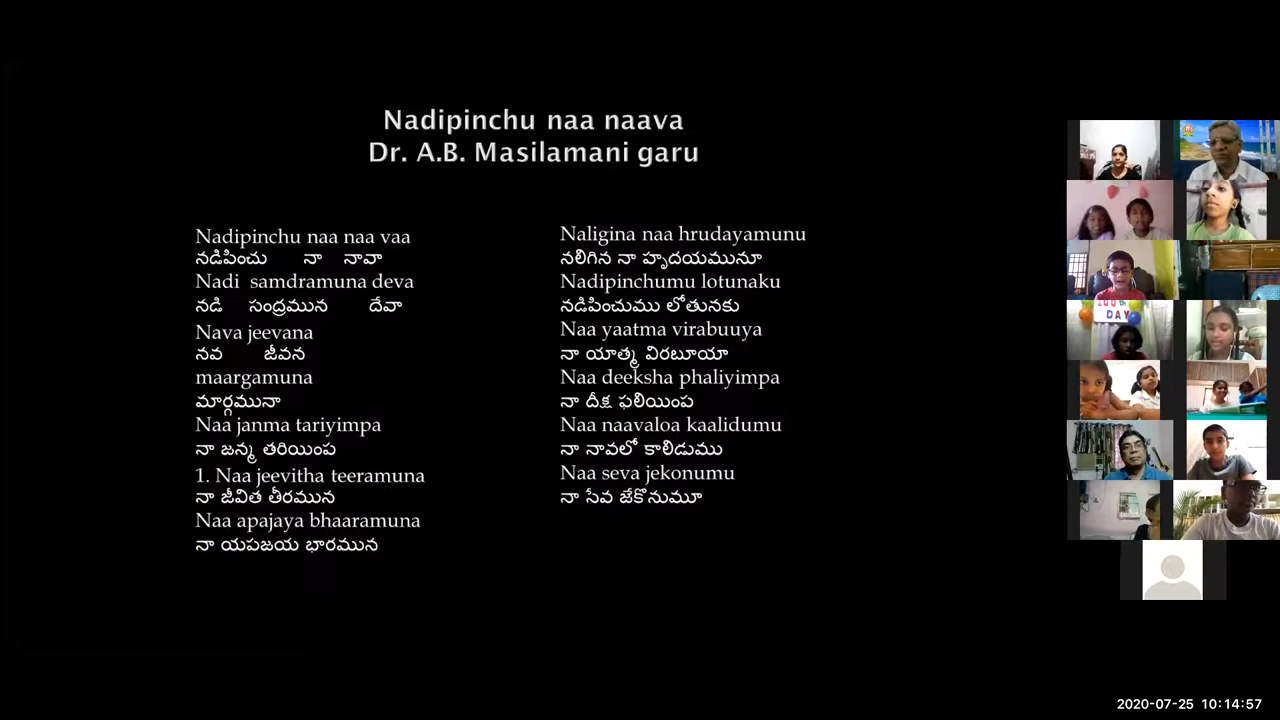 Nadipinchu naa naava
Dr. A.B. Masilamani garu
Nadipinchu naa naa vaa
నడిపించు నా నావా
Nadi samdramuna deva
నడి సంద్రమున దేవా
Nava jeevana
నవ జీవన
maargamuna
మార్గమునా
Naa janma tariyimpa
నా జన్మ తరియింప
1. Naa jeevitha teeramuna
నా జీవిత తీరమున
Naa apajaya bhaaramuna
నా యపజయ భారమున
Naligina naa hrudayamunu
నలిగిన నా హృదయమునూ
Nadipinchumu lotunaku
నడిపించుము లోతునకు
Naa yaatma virabuuya
నా యాత్మ విరబూయా
Naa deeksha phaliyimpa
నా దీక్ష ఫలియింప
Naa naavaloa kaalidumu
నా నావలో కాలిడుము
Naa seva jekonumu
నా సేవ జేకొనుమూ
DAY
2020-07-25 10:14:57